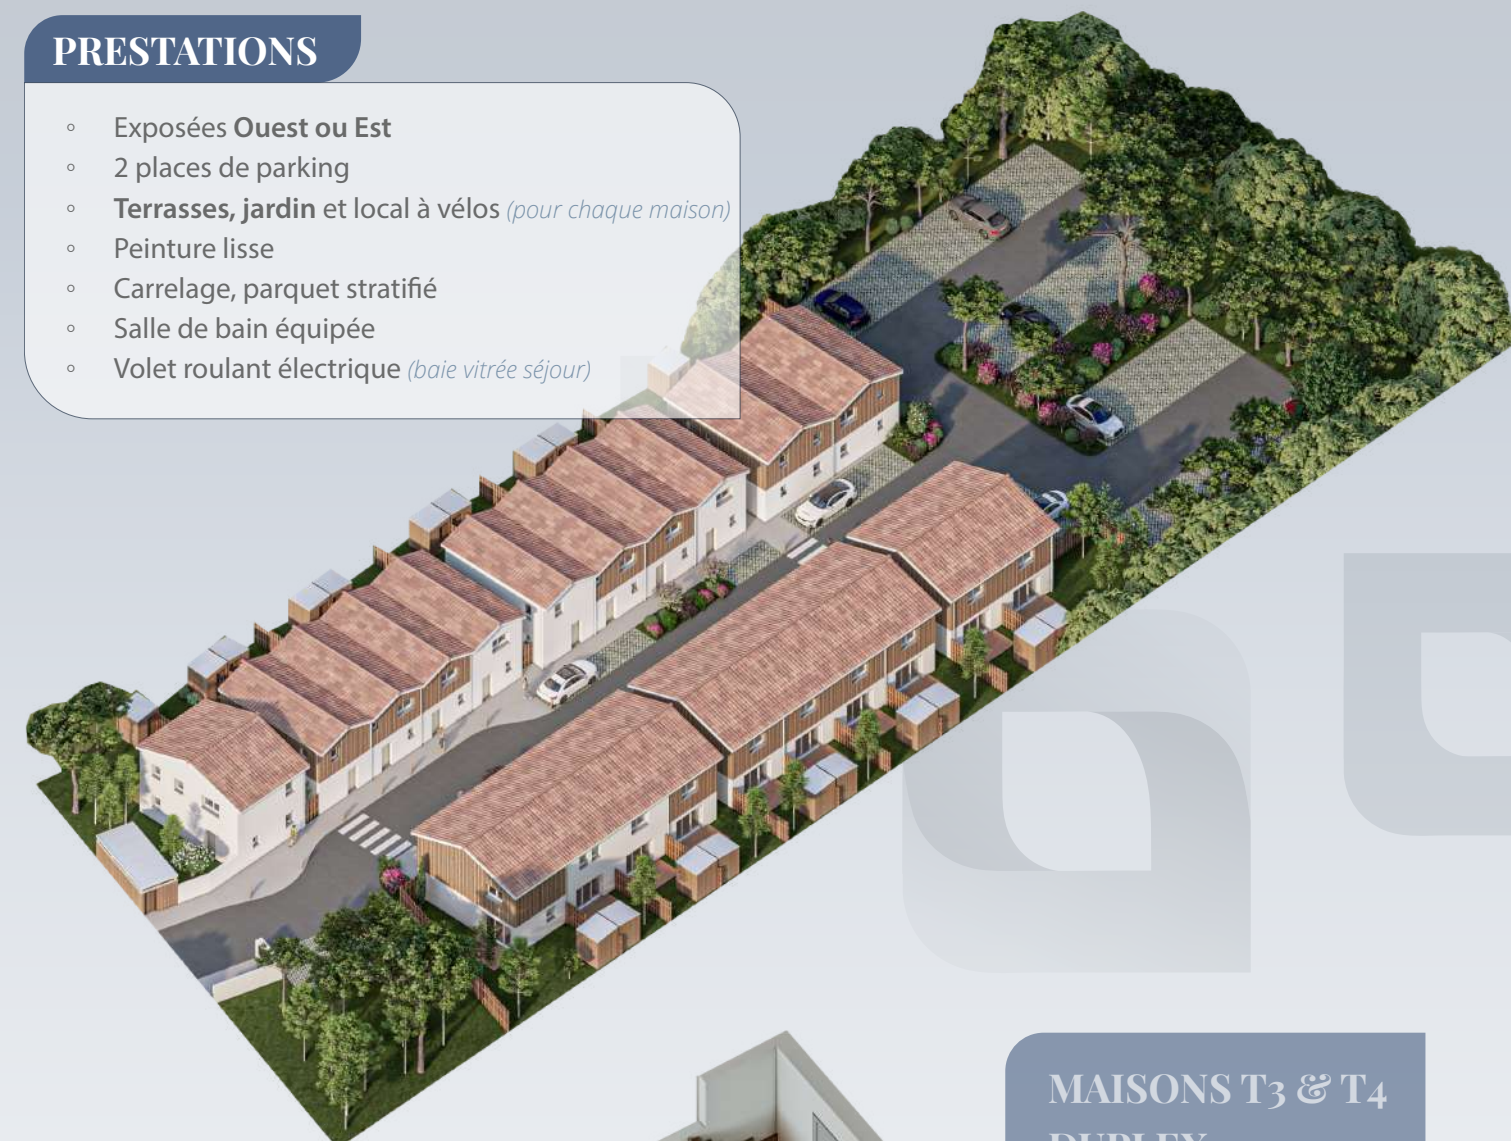 PRESTATIONS
◦ Exposées Ouest ou Est
◦ 2 places de parking
◦ Terrasses, jardin et local à vélos (pour chaque maison)
◦ Peinture lisse
◦ Carrelage, parquet stratifié
◦ Salle de bain équipée
◦ Volet roulant électrique (baie vitrée séjour)
MAISONS T3 & T4
DUPLEX